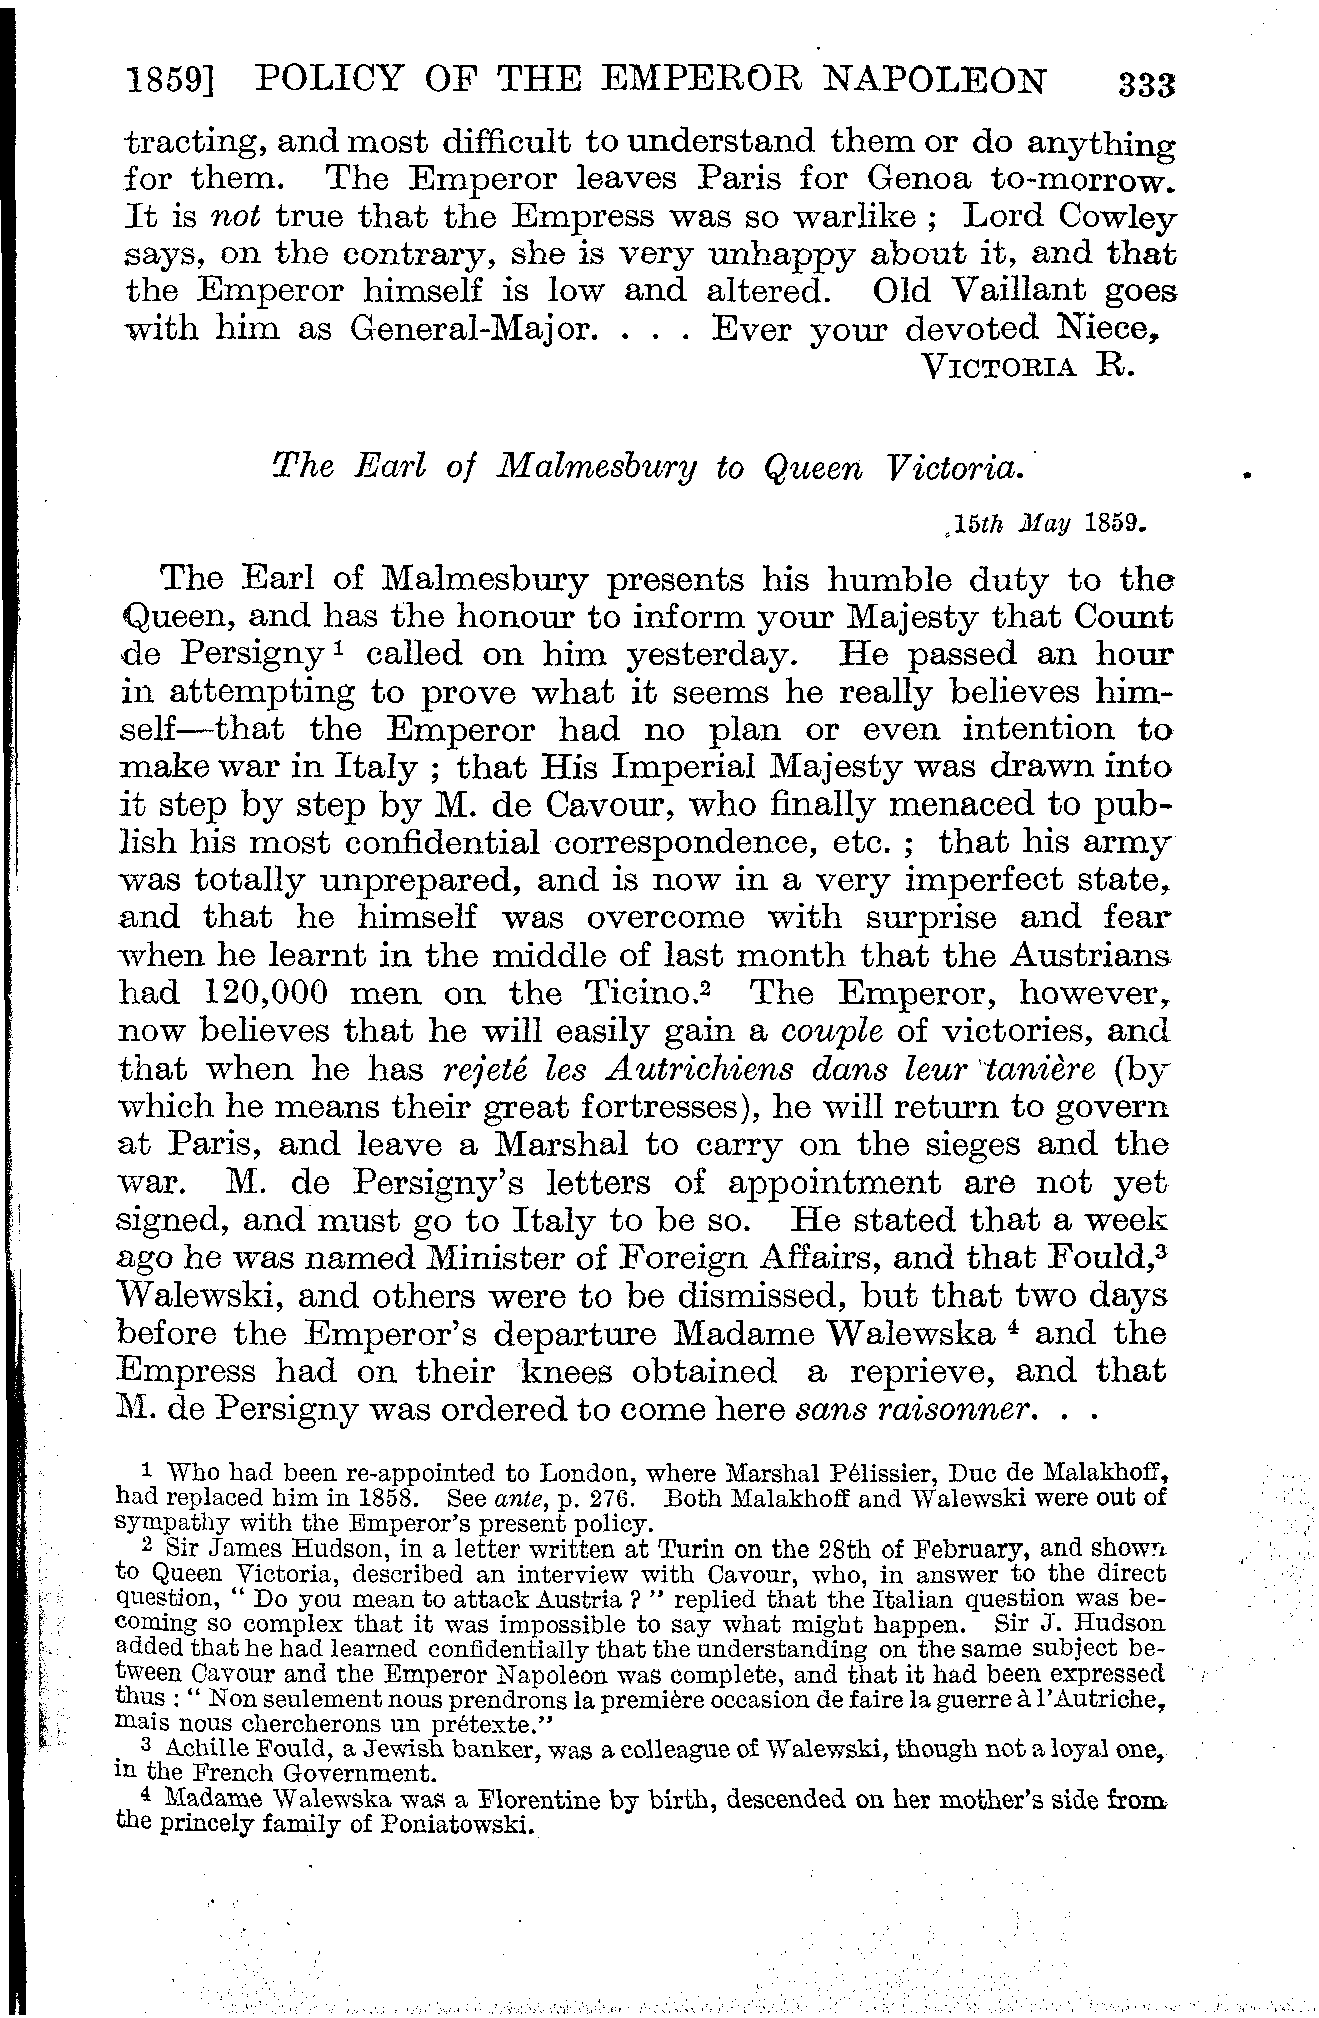 1859] POLICY OF THE EMPEROR NAPOLEON 333
tracting, and most difficult to understand them or do anything
for them. The Emperor leaves Paris for Genoa to-morrow.
It is not true that the Empress was so warlike ; Lord Cowley
says, on the contrary, she is very unhappy about it, and that
the Emperor himself is low and altered. Old Vaillant goes
with him as General-Major. . . . Ever your devoted Niece,
VICTORIA R.
The Earl of Malmesbury to Queen Victoria.
15th May 1859.
The Earl of Malmesbury presents his humble duty to the
Queen, and has the honour to inform your Majesty that Count
de Persigny 1 called on him yesterday. He passed an hour
in attempting to prove what it seems he really believes him-
self—that the Emperor had no plan or even intention to
make war in Italy ; that His Imperial Majesty was drawn into
it step by step by M. de Cavour, who finally menaced to pub-
lish his most confidential correspondence, etc. ; that his army
was totally unprepared, and is now in a very imperfect state,
and that he himself was overcome with surprise and fear
when he learnt in the middle of last month that the Austrians
had 120,000 men on the Ticino.2 The Emperor, however,
now believes that he will easily gain a couple of victories, and
that when he has rejeté les Autrichiens dans leur tanière (by
which he means their great fortresses), he will return to govern
at Paris, and leave a Marshal to carry on the sieges and the
war. M. de Persigny's letters of appointment are not yet
signed, and must go to Italy to be so. He stated that a week
ago he was named Minister of Foreign Affairs, and that Fould,3
Walewski, and others were to be dismissed, but that two days
before the Emperor's departure Madame Walewska 4 and the
Empress had on their knees obtained a reprieve, and that
M. de Persigny was ordered to come here sans raisonner. . .
1 Who had been re-appointed to London, where Marshal Pélissier, Duc de Malakhoff,
had replaced him in 1858. See ante, p. 276. Both Malakhoff and Walewski were out of
sympathy with the Emperor's present policy.
2 Sir James Hudson, in a letter written at Turin on the 28th of February, and shown
to Queen Victoria, described an interview with Cavour, who, in answer to the direct
question, " Do you mean to attack Austria ? " replied that the Italian question was be-
coming so complex that it was impossible to say what might happen. Sir J. Hudson
added that he had learned confidentially that the understanding on the same subject be-
tween Cavour and the Emperor Napoleon was complete, and that it had been expressed
thus : " Non seulement nous prendrons la première occasion de faire la guerre à l'Autriche,
mais nous chercherons un prétexte."
3 Achille Fould, a Jewish banker, was a colleague of Walewski, though not a loyal one,
in the French Government.
4 Madame Walewska was a Florentine by birth, descended on her mother's side from
the princely family of Poniatowski.